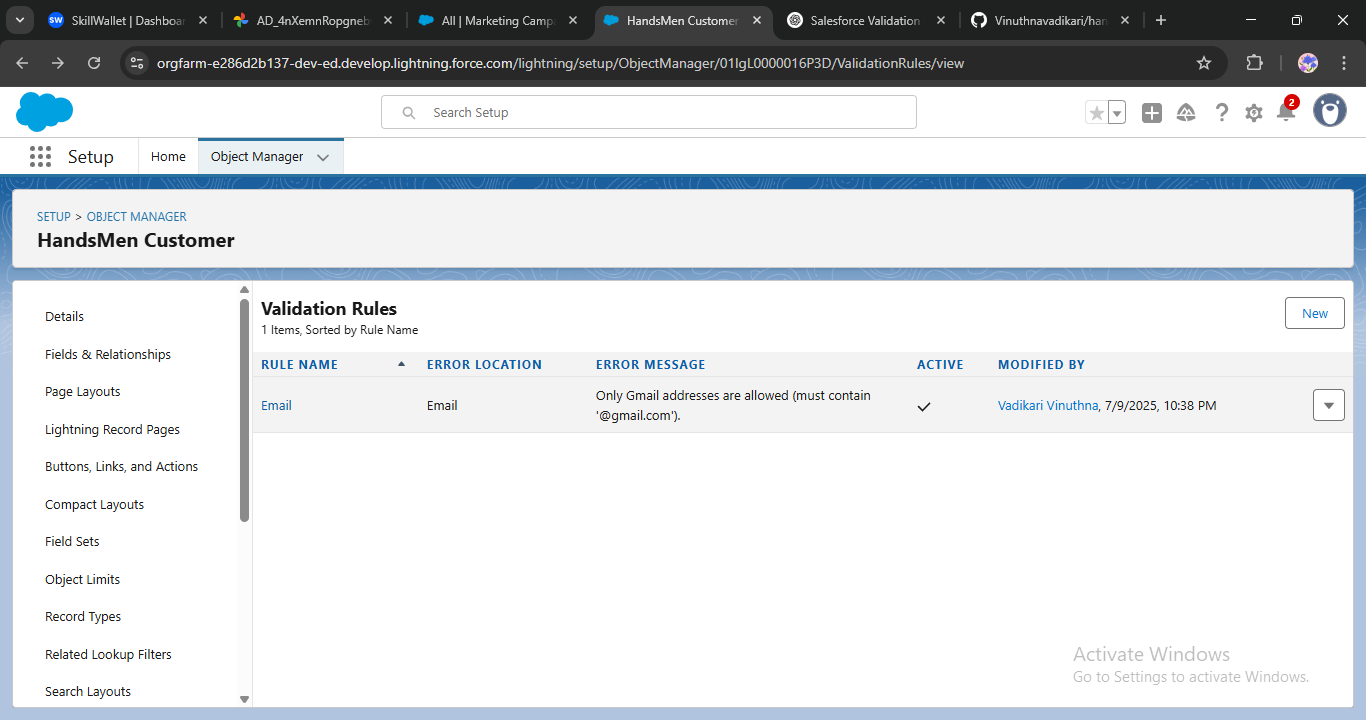 SW SkillWallet | Dashboar
AD_4nXemnRopgneb
All | Marketing Camp
HandsMen Customer
Salesforce Validation
Vinuthnavadikari/han
orgfarm-e286d2b137-dev-ed.develop.lightning.force.com/lightning/setup/ObjectManager/01IgL0000016P3D/ValidationRules/view
Search Setup
2
Setup
Home
Object Manager
SETUP > OBJECT MANAGER
HandsMen Customer
Details
Fields & Relationships
Page Layouts
Lightning Record Pages
Buttons, Links, and Actions
Compact Layouts
Field Sets
Object Limits
Record Types
Related Lookup Filters
Search Layouts
Validation Rules
1 Items, Sorted by Rule Name
New
RULE NAME ERROR LOCATION ERROR MESSAGE ACTIVE MODIFIED BY
Email Email Only Gmail addresses are allowed (must contain
'@gmail.com'). Vadikari Vinuthna, 7/9/2025, 10:38 PM
Activate Windows
Go to Settings to activate Windows.